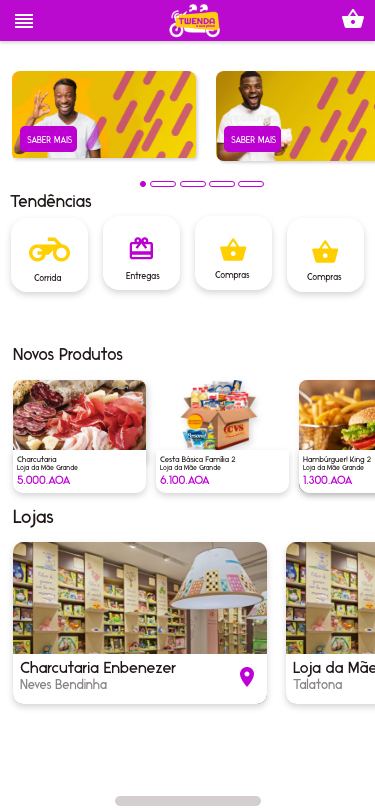 TWENDA
SABER MAIS
SABER MAIS
Tendências
Corrida
Entregas
Compras
Compras
Novos Produtos
Charcutaria
Loja da Mãe Grande
5.000.AOA
CVS
Cesta Básica Família 2
Loja da Mãe Grande
6.100.AOA
Hambúrguerl King 2
Loja da Mãe Grande
1.300.AOA
Lojas
Charcutaria Enbenezer
Neves Bendinha
Loja da Mãe
Talatona